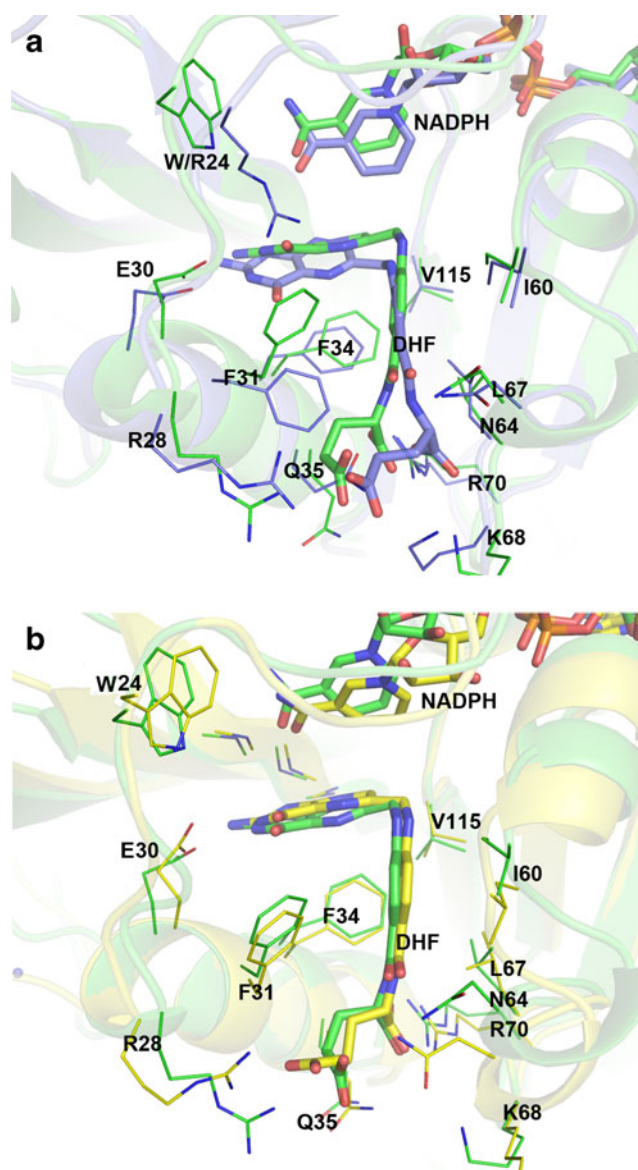 a
NADPH
W/R24
V115
E30
I60
F34
DHF
F31
L67
N64
R28
Q35
R70
K68
b
W24
NADPH
V115
E30
I60
F34
DHF
L67
F31
N64
R70
R28
K68
Q35